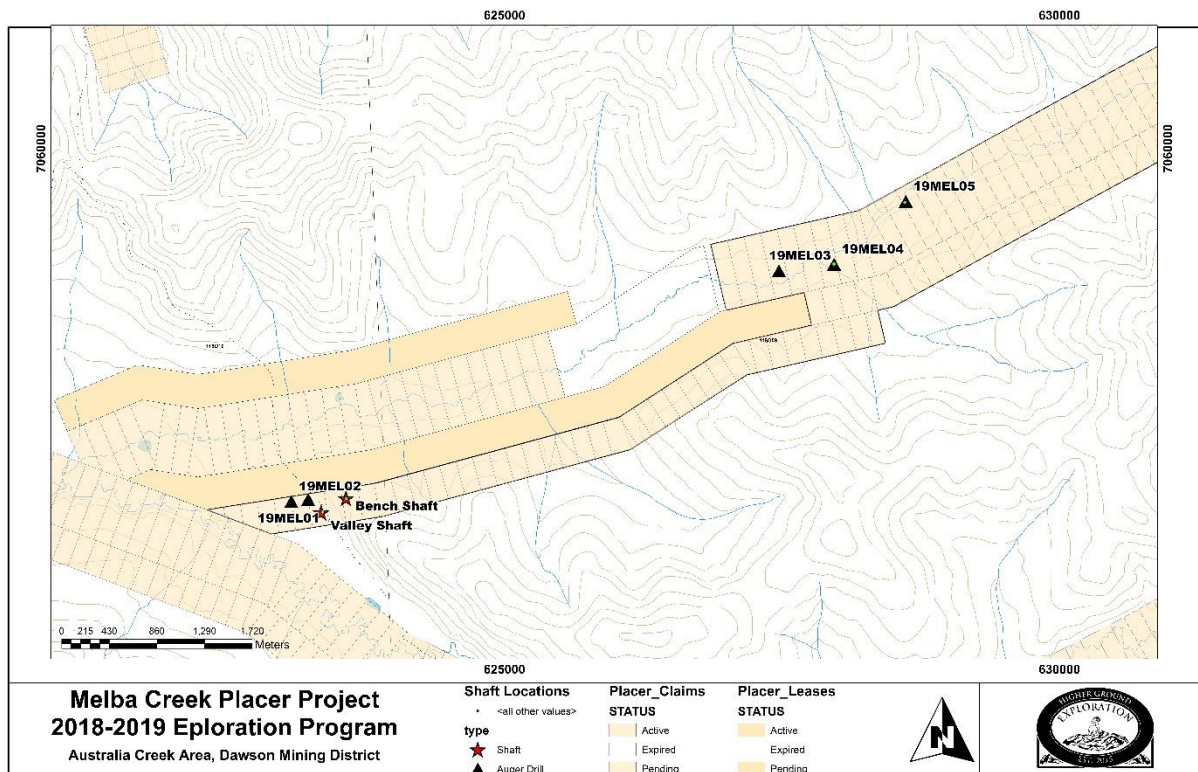 625000
630000
7060000
7060000
19MEL05
19MEL04
19MEL03
19MEL02
19MEL01
Bench Shaft
Valley Shaft
0 215 430 860 1,290 1,720
Meters
625000
630000
Melba Creek Placer Project
2018-2019 Eploration Program
Australia Creek Area, Dawson Mining District
Shaft Locations
<all other values>
type
Shaft
Auger Drill
Placer_Claims
STATUS
Active
Expired
Pending
Placer_Leases
STATUS
Active
Expired
Pending
N
HIGHER GROUND
EXPLORATION